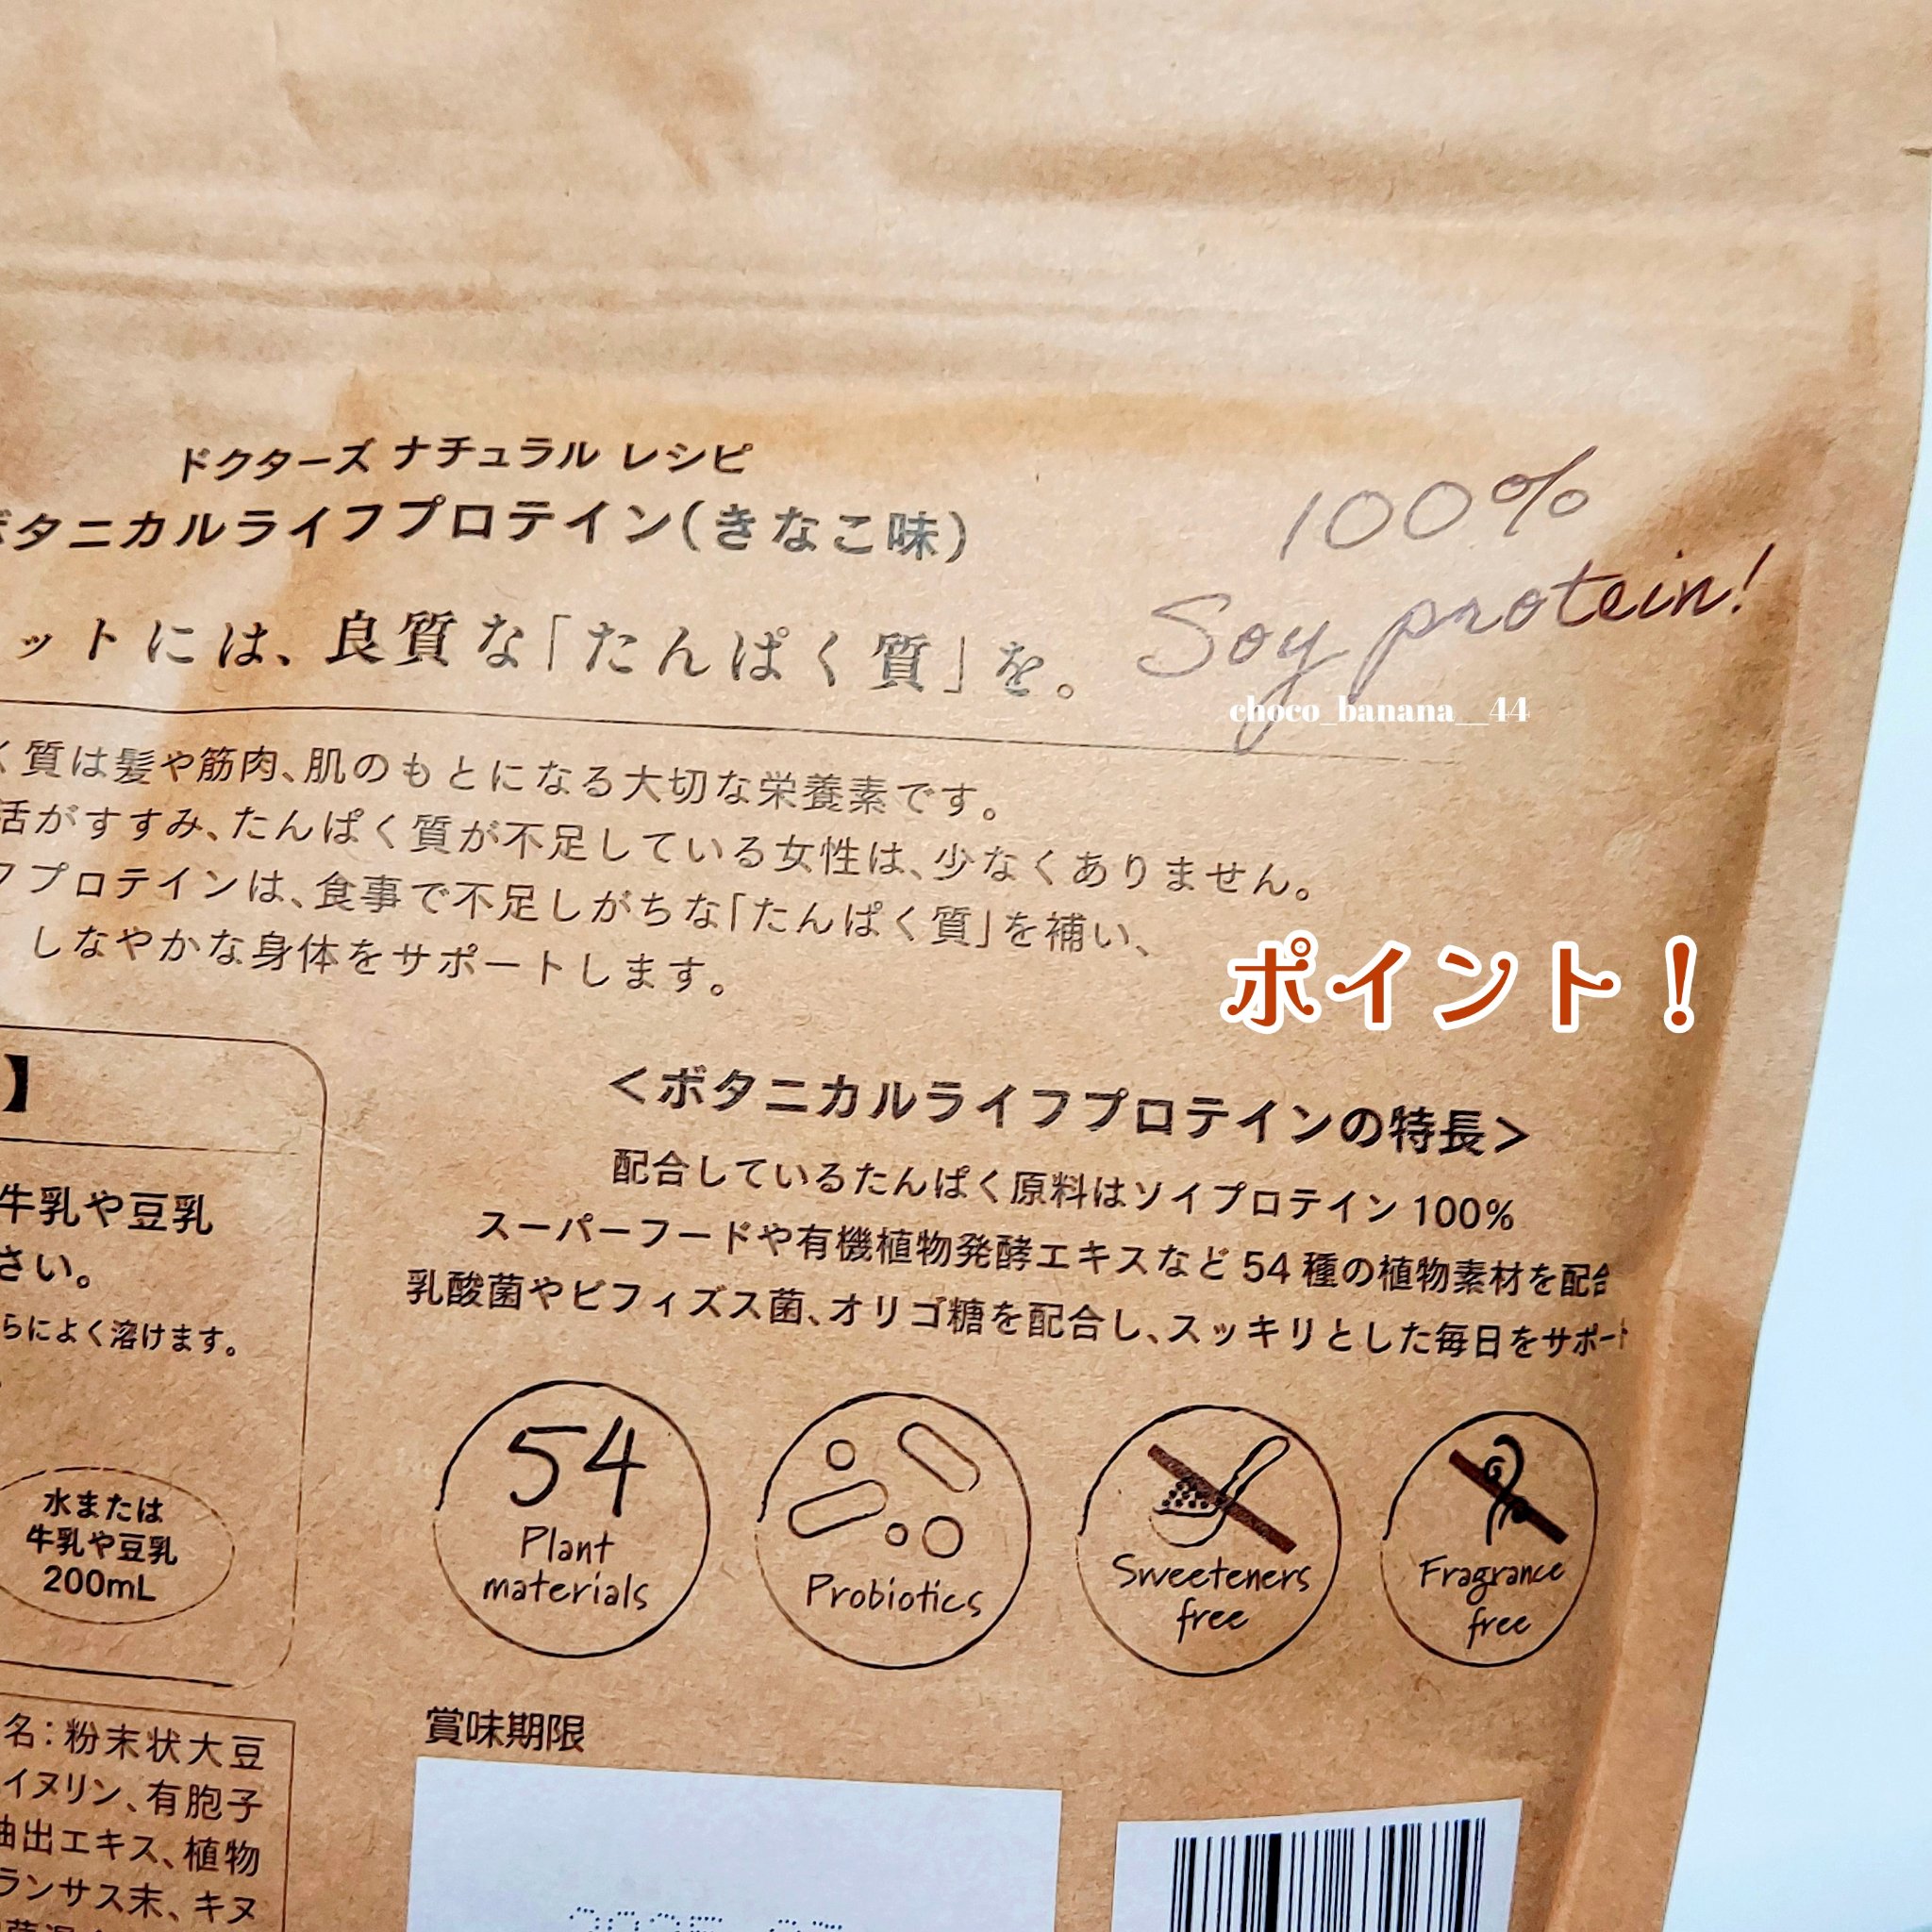 ドクターズ ナチュラル レシピ
ボタニカルライフプロテイン(きなこ味)
100%
Soy protein!
ットには、良質な「たんぱく質」を。
choco_banana__44
く質は髪や筋肉、肌のもとになる大切な栄養素です。
活がすすみ、たんぱく質が不足している女性は、少なくありません。
フプロテインは、食事で不足しがちな「たんぱく質」を補い、
しなやかな身体をサポートします。
ポイント!
】
牛乳や豆乳
さい。
らによく溶けます。
水または
牛乳や豆乳
200mL
<ボタニカルライフプロテインの特長>
配合しているたんぱく原料はソイプロテイン100%
スーパーフードや有機植物発酵エキスなど54種の植物素材を配合
乳酸菌やビフィズス菌、オリゴ糖を配合し、スッキリとした毎日をサポート
54
Plant
materials
Probiotics
Sweeteners
free
Fragrance
free
賞味期限
名:粉末状大豆
イヌリン、有胞子
抽出エキス、植物
ランサス末、キヌ